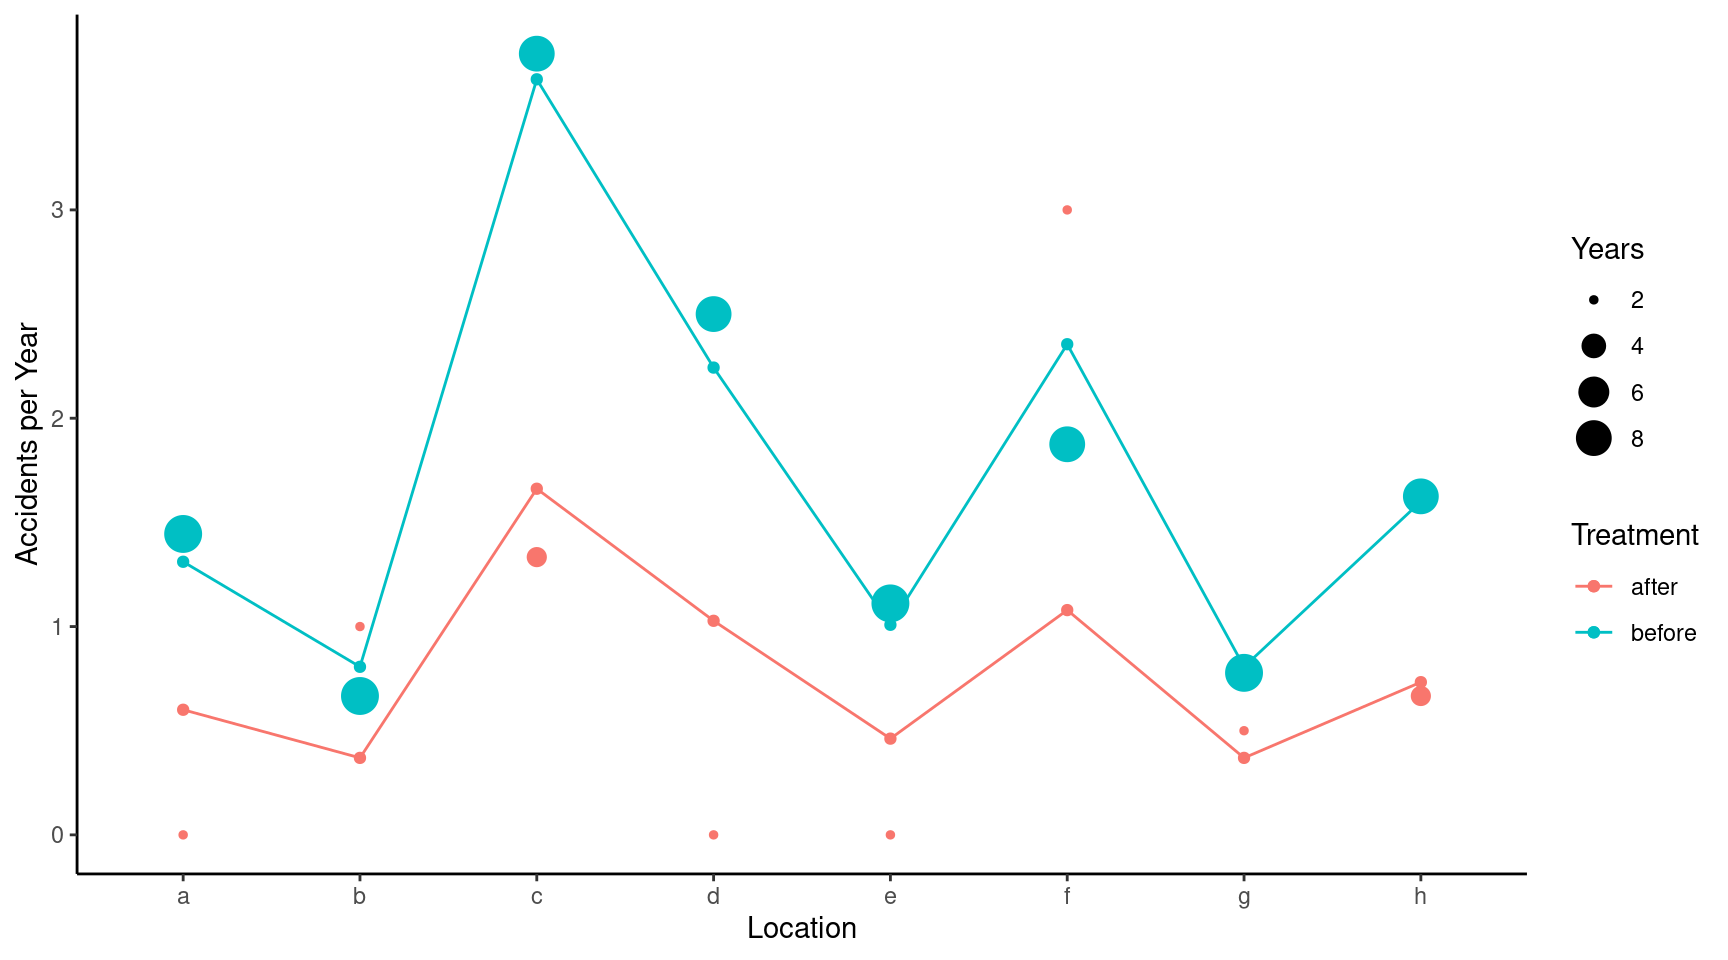 Accidents per Year
3
2
1
0
a b c d e f g h
Location
Years
2
4
6
8
Treatment
after
before